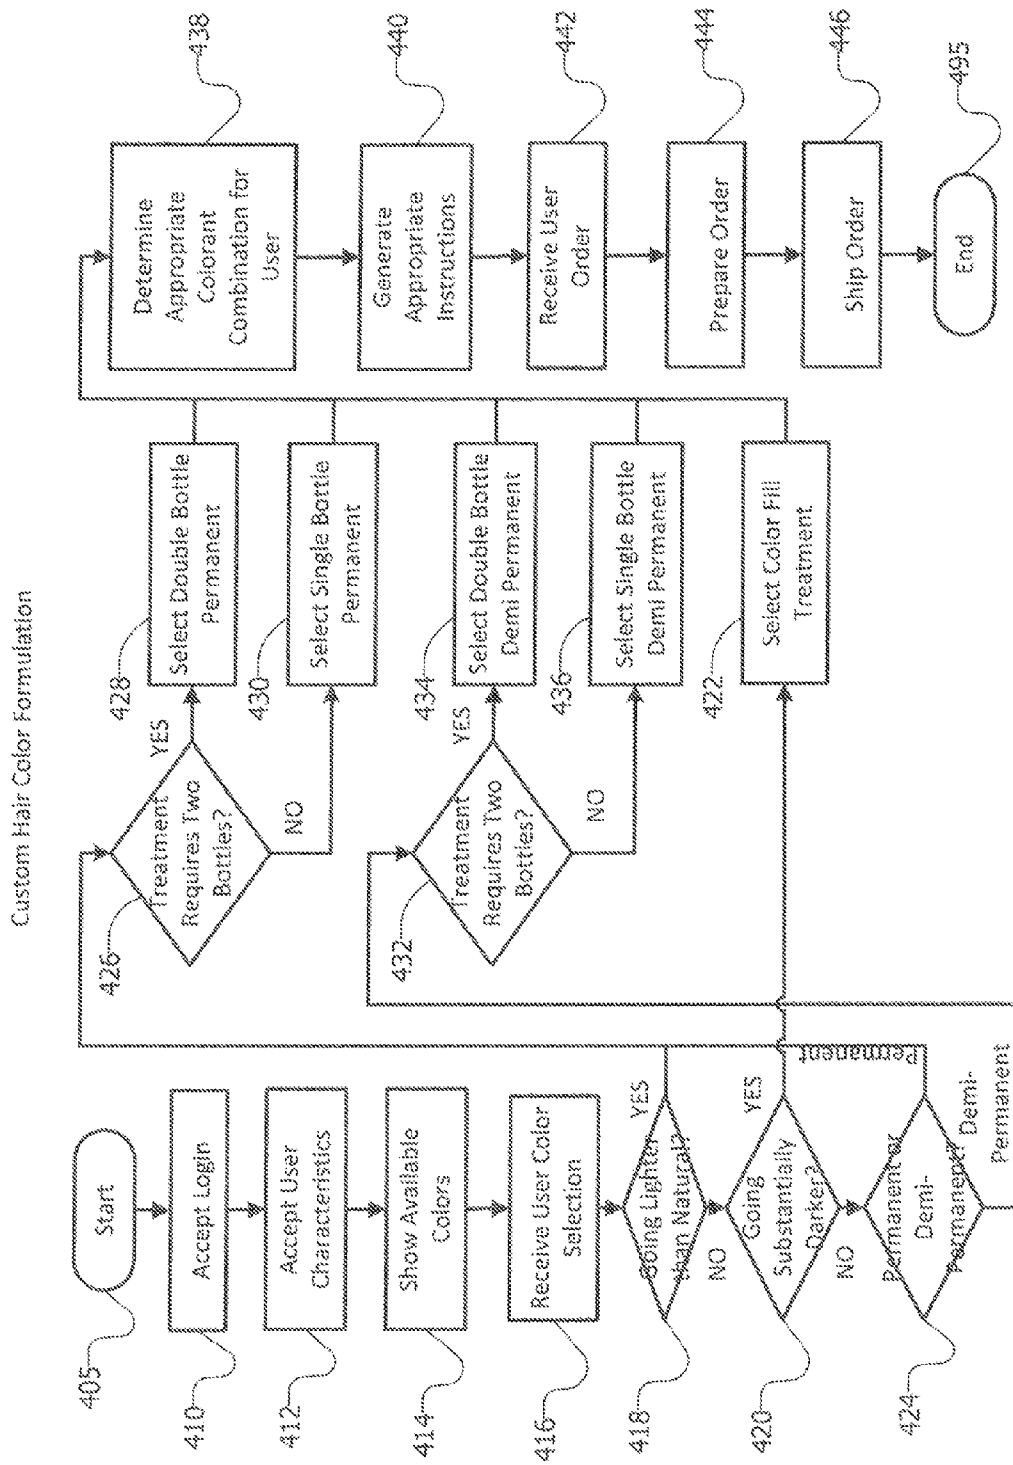 Custom Hair Color Formulation
Start
405
Accept Login
410
Accept User
Characteristics
412
Show Available
Colors
414
Receive User Color
Selection
416
Going Lighter
than Natural?
418
YES
NO
Going
Substantially
Darker?
420
YES
NO
Permanent or
Demi-
Permanent?
424
Permanent
Demi-
Permanent
Treatment
Requires Two
Bottles?
426
YES
NO
428
Select Double Bottle
Permanent
430
Select Single Bottle
Permanent
Treatment
Requires Two
Bottles?
432
YES
NO
434
Select Double Bottle
Demi Permanent
436
Select Single Bottle
Demi Permanent
422
Select Color Fill
Treatment
Determine
Appropriate
Colorant
Combination for
User
438
Generate
Appropriate
Instructions
440
Receive User
Order
442
Prepare Order
444
Ship Order
446
End
495